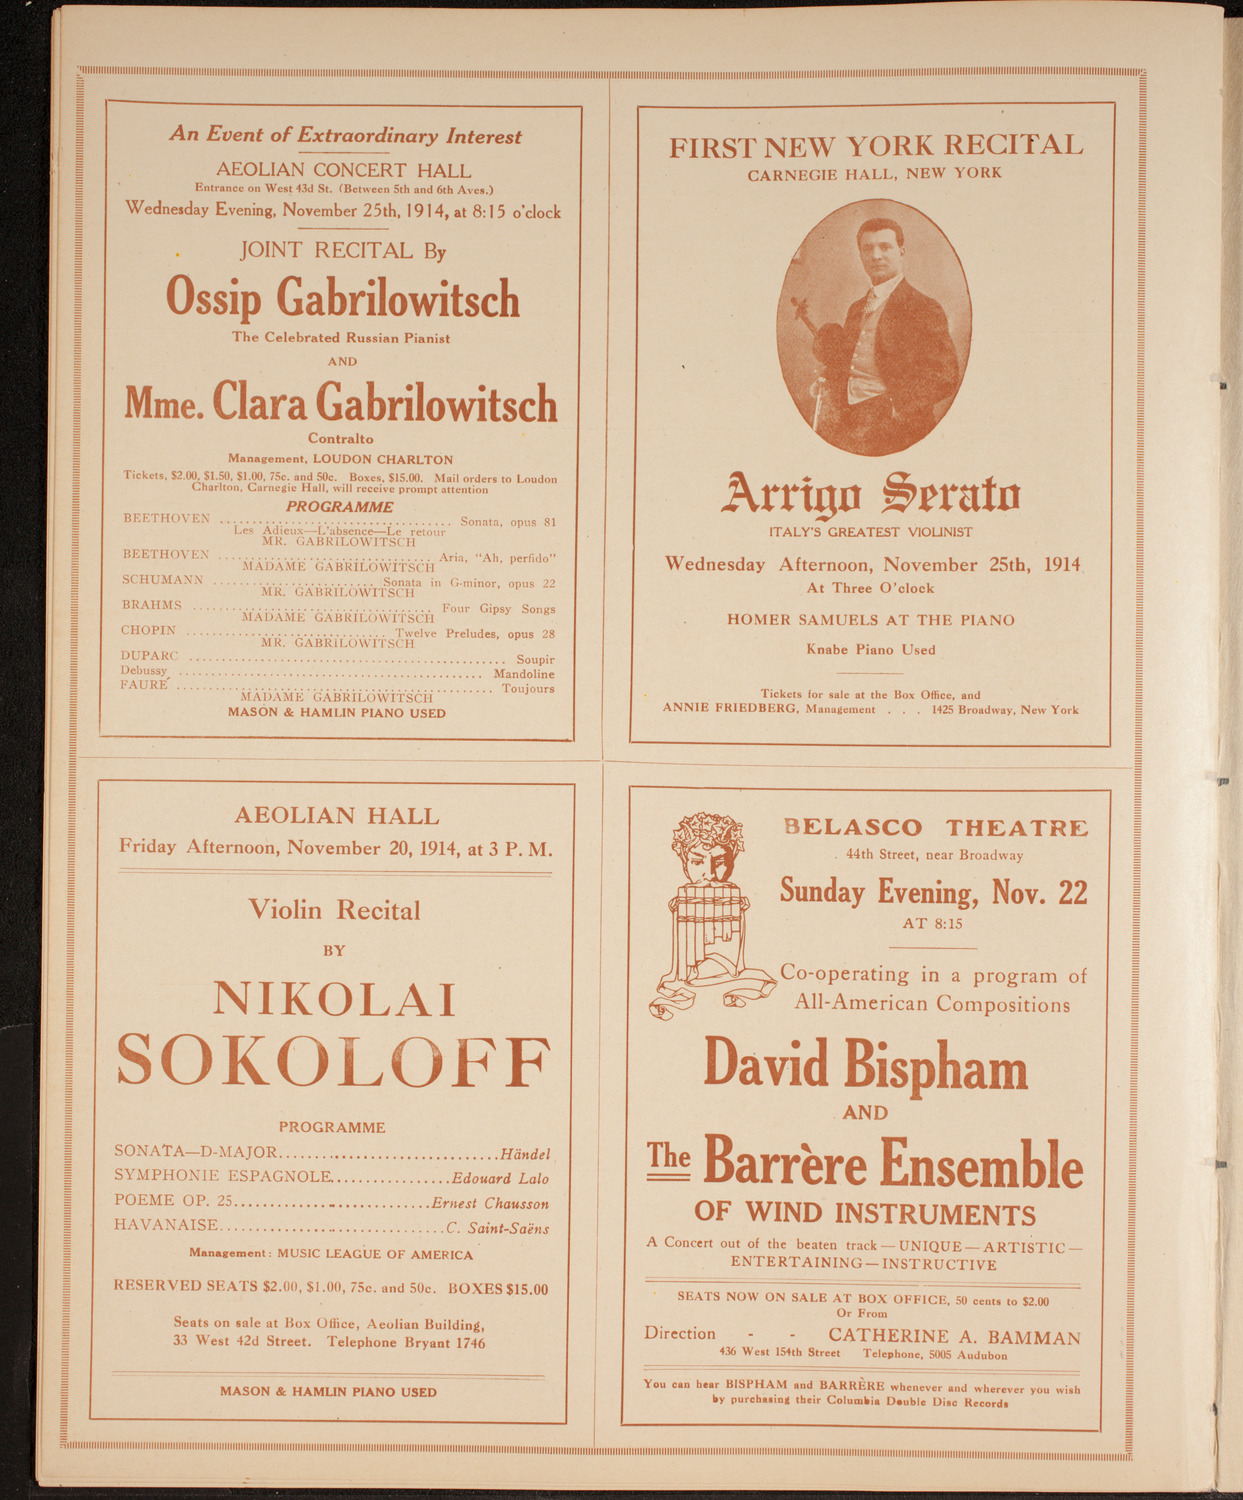 An Event of Extraordinary Interest
AEOLIAN CONCERT HALL
Entrance on West 43d St. (Between 5th and 6th Aves.)
Wednesday Evening, November 25th, 1914, at 8:15 o'clock
JOINT RECITAL By
Ossip Gabrilowitsch
The Celebrated Russian Pianist
AND
Mme. Clara Gabrilowitsch
Contralto
Management, LOUDON CHARLTON
Tickets, $2.00, $1.50, $1.00, 75c. and 50c. Boxes, $15.00. Mail orders to Loudon
Charlton, Carnegie Hall, will receive prompt attention
PROGRAMME
BEETHOVEN .................................. Sonata, opus 81
Les Adieux—L'absence—Le retour
MR. GABRILOWITSCH
BEETHOVEN ................................ Aria, "Ah, perfido"
MADAME GABRILOWITSCH
SCHUMANN ........................ Sonata in G-minor, opus 22
MR. GABRILOWITSCH
BRAHMS .................................... Four Gipsy Songs
MADAME GABRILOWITSCH
CHOPIN .............................. Twelve Preludes, opus 28
MR. GABRILOWITSCH
DUPARC ................................................ Soupir
Debussy .............................................. Mandoline
FAURÉ ................................................ Toujours
MADAME GABRILOWITSCH
MASON & HAMLIN PIANO USED
FIRST NEW YORK RECITAL
CARNEGIE HALL, NEW YORK
Arrigo Serato
ITALY'S GREATEST VIOLINIST
Wednesday Afternoon, November 25th, 1914
At Three O'clock
HOMER SAMUELS AT THE PIANO
Knabe Piano Used
Tickets for sale at the Box Office, and
ANNIE FRIEDBERG, Management . . . 1425 Broadway, New York
AEOLIAN HALL
Friday Afternoon, November 20, 1914, at 3 P. M.
Violin Recital
BY
NIKOLAI
SOKOLOFF
PROGRAMME
SONATA—D-MAJOR.................................Händel
SYMPHONIE ESPAGNOLE.................Edouard Lalo
POEME OP. 25............................Ernest Chausson
HAVANAISE.................................C. Saint-Saëns
Management: MUSIC LEAGUE OF AMERICA
RESERVED SEATS $2.00, $1.00, 75c. and 50c. BOXES $15.00
Seats on sale at Box Office, Aeolian Building,
33 West 42d Street. Telephone Bryant 1746
MASON & HAMLIN PIANO USED
BELASCO THEATRE
44th Street, near Broadway
Sunday Evening, Nov. 22
AT 8:15
Co-operating in a program of
All-American Compositions
David Bispham
AND
The Barrère Ensemble
OF WIND INSTRUMENTS
A Concert out of the beaten track—UNIQUE—ARTISTIC—
ENTERTAINING—INSTRUCTIVE
SEATS NOW ON SALE AT BOX OFFICE, 50 cents to $2.00
Or From
Direction - - CATHERINE A. BAMMAN
436 West 154th Street Telephone, 5005 Audubon
You can hear BISPHAM and BARRÈRE whenever and wherever you wish
by purchasing their Columbia Double Disc Records